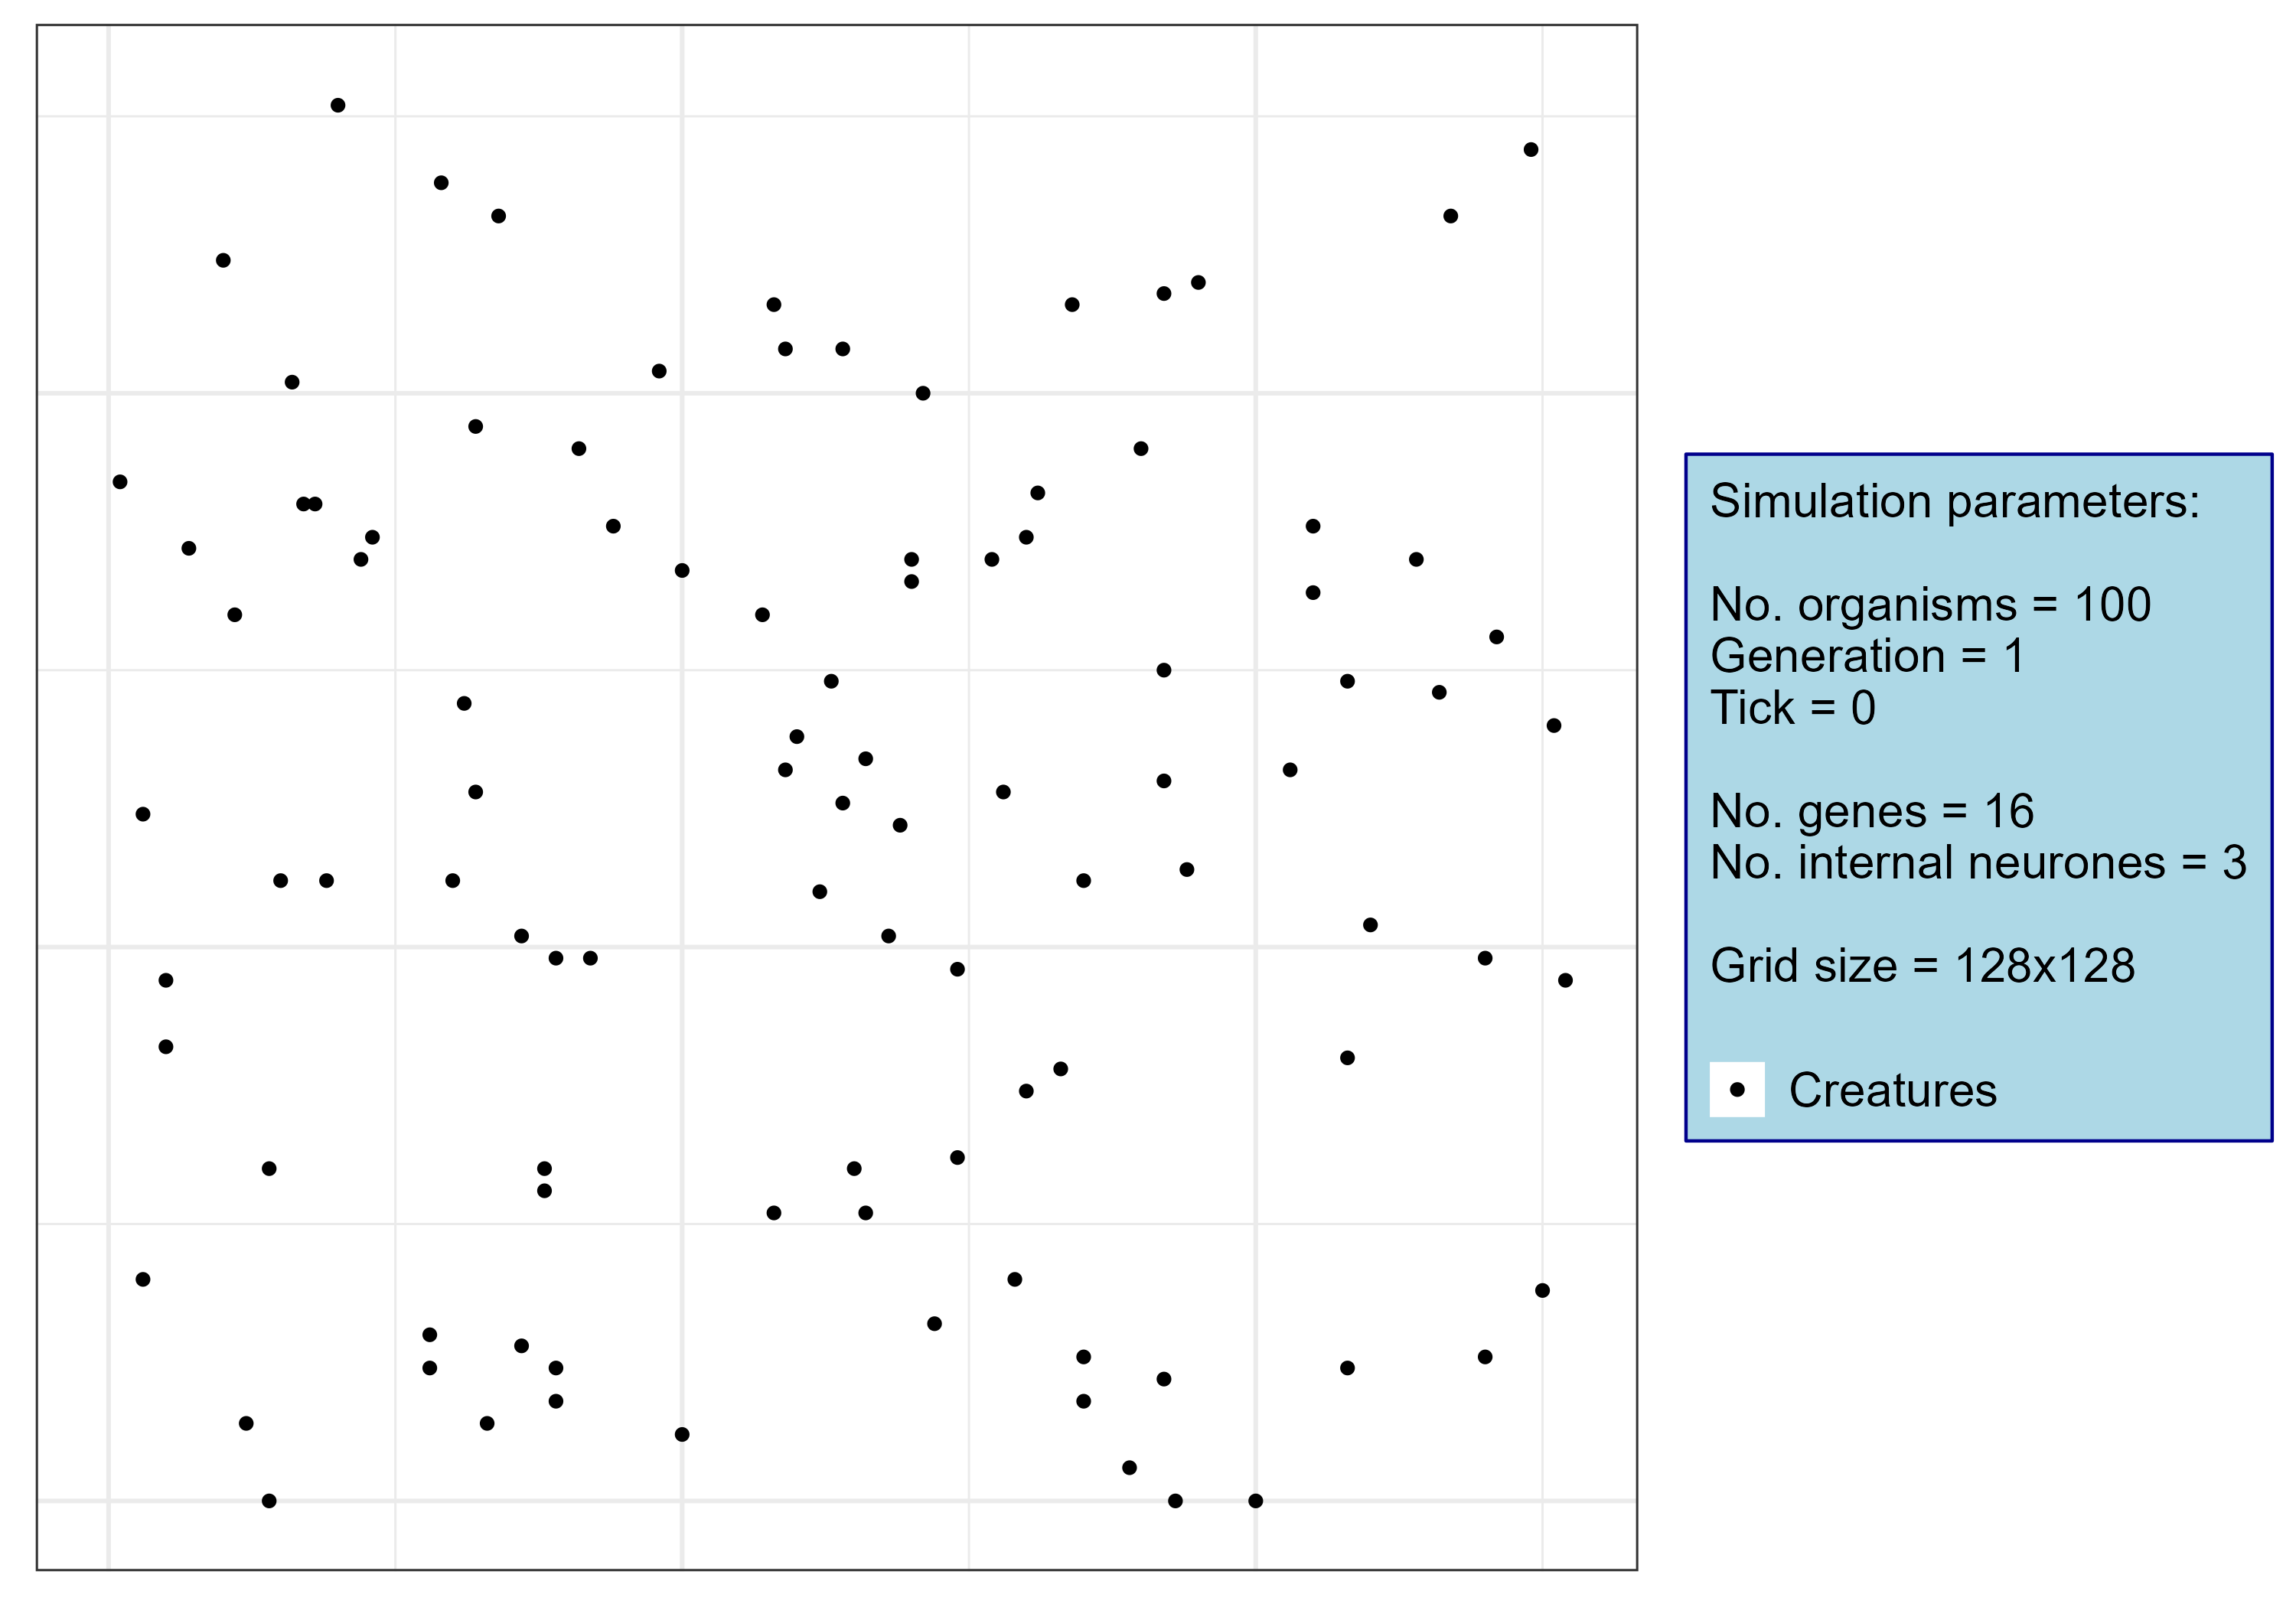 Simulation parameters:
No. organisms = 100
Generation = 1
Tick = 0
No. genes = 16
No. internal neurones = 3
Grid size = 128x128
Creatures